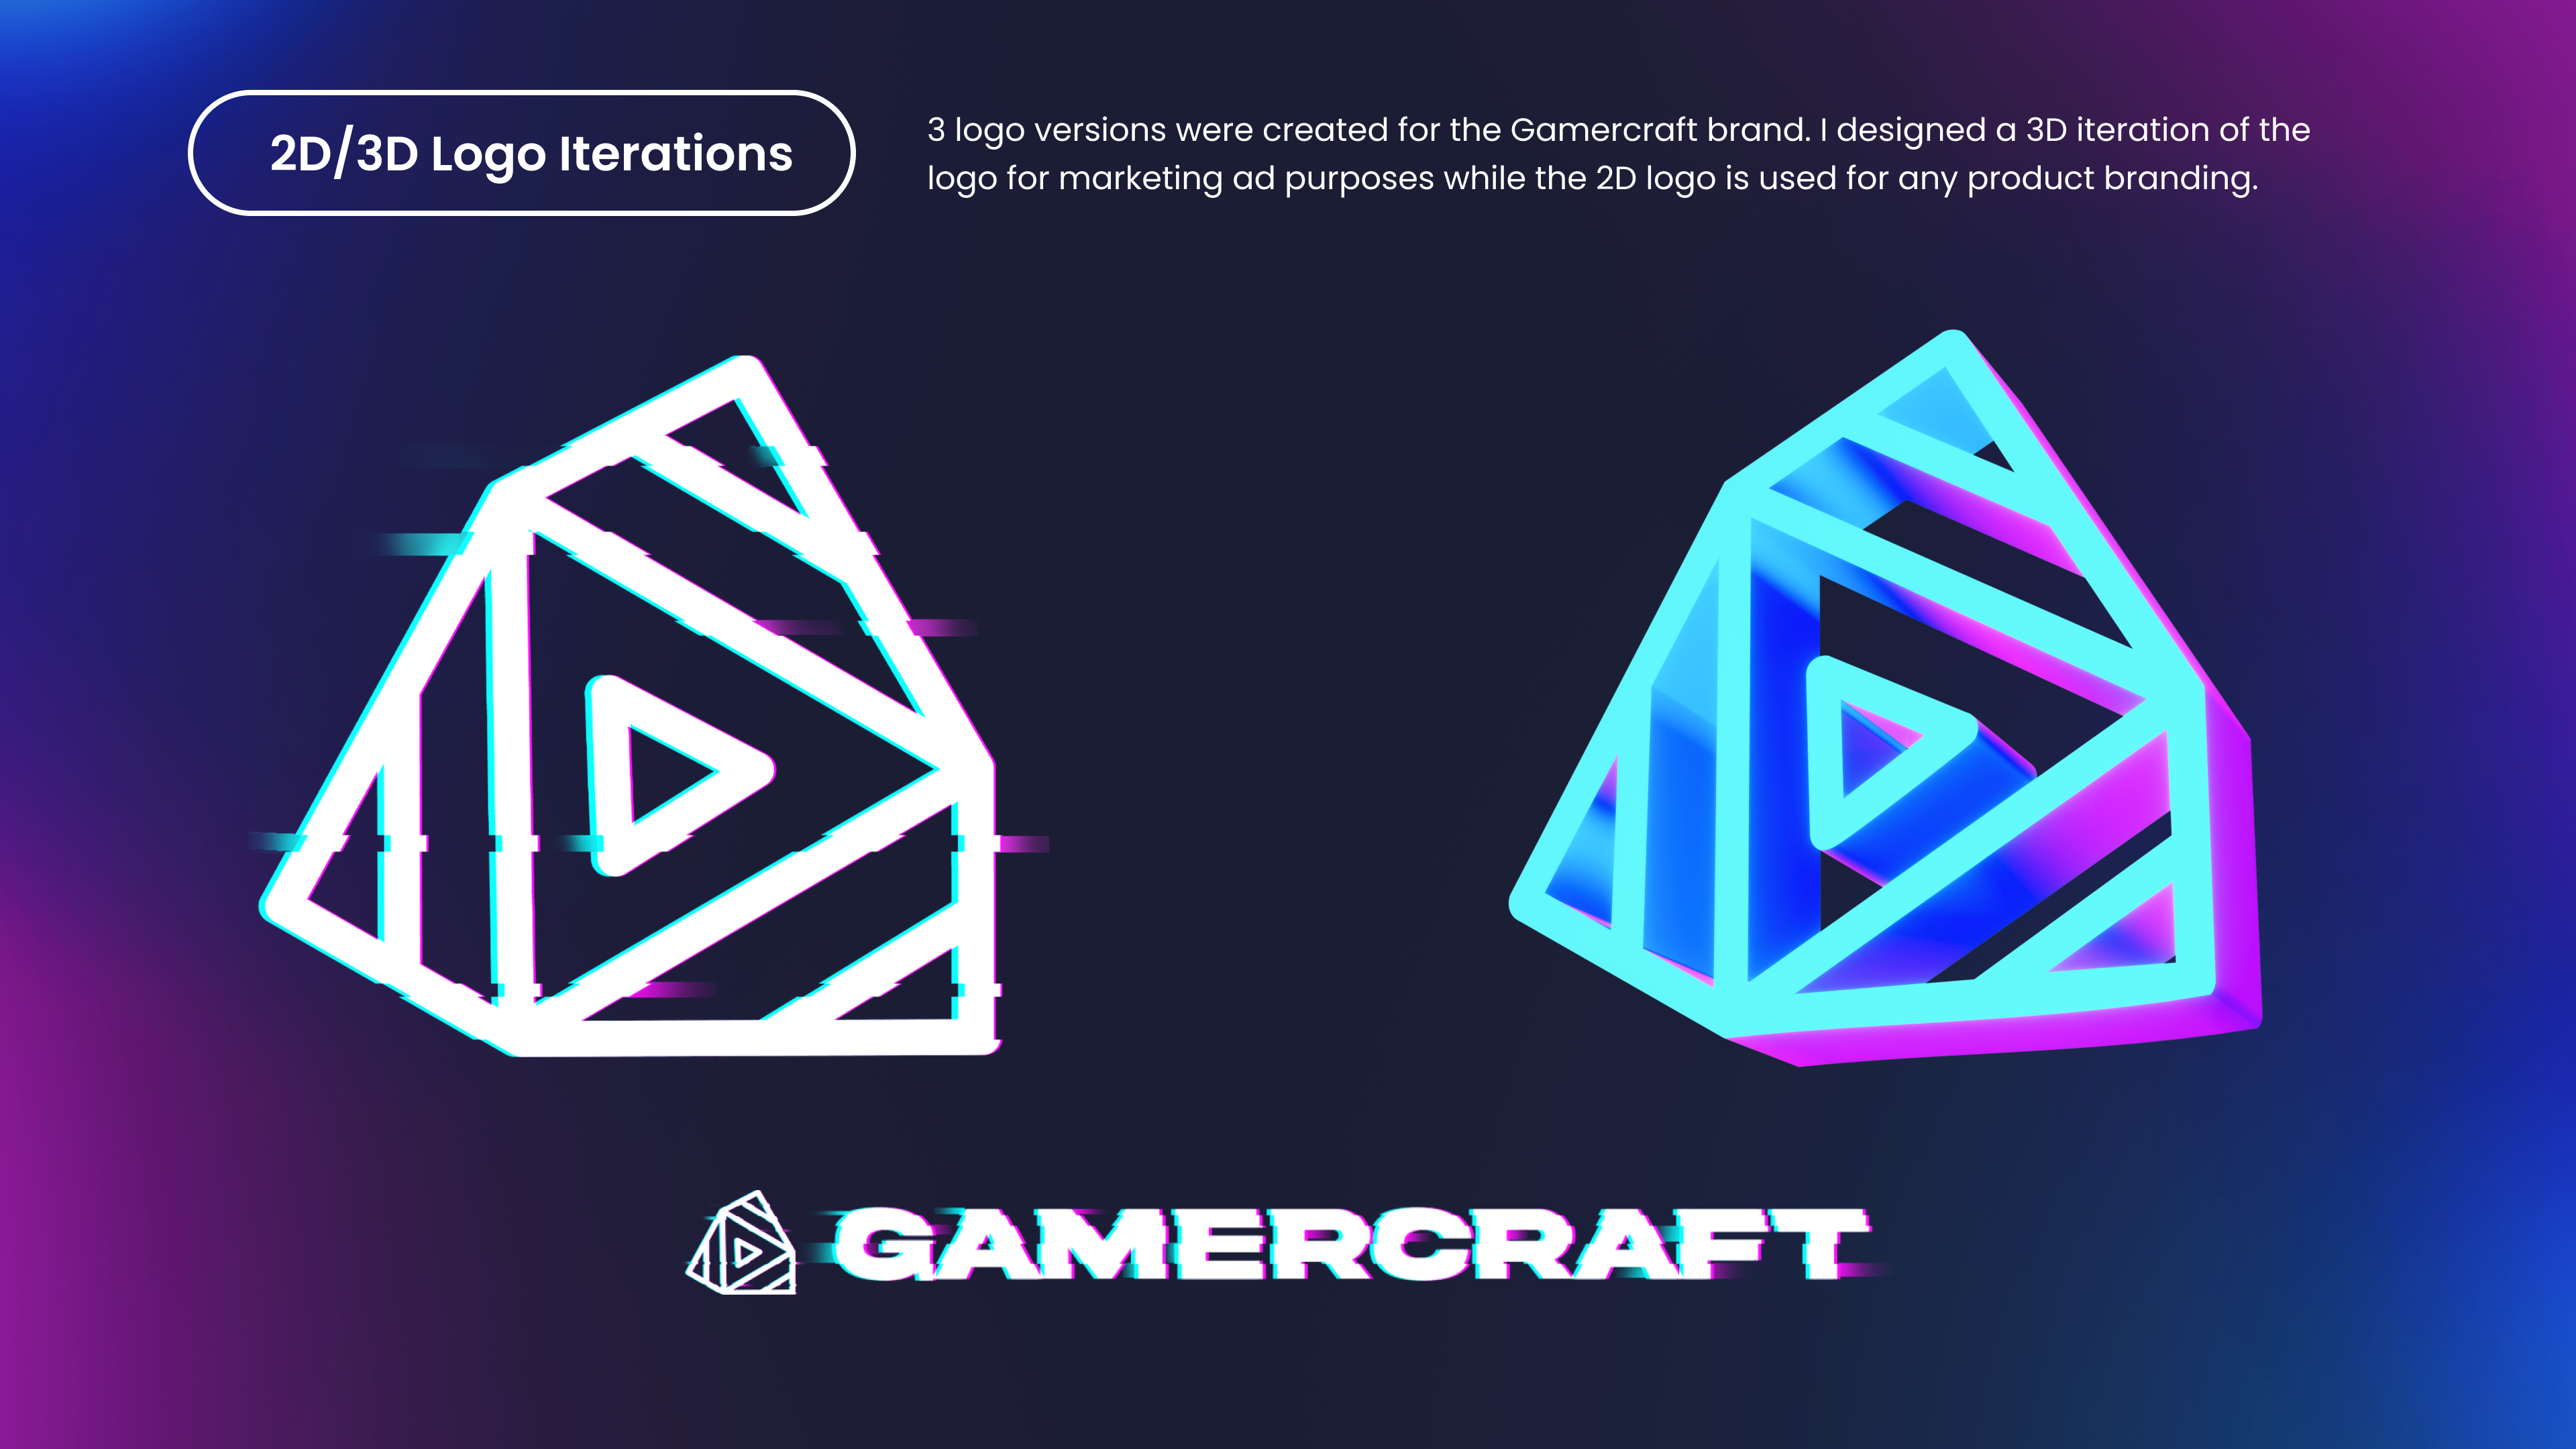 2D/3D Logo Iterations
3 logo versions were created for the Gamercraft brand. I designed a 3D iteration of the
logo for marketing ad purposes while the 2D logo is used for any product branding.
GAMERCRAFT